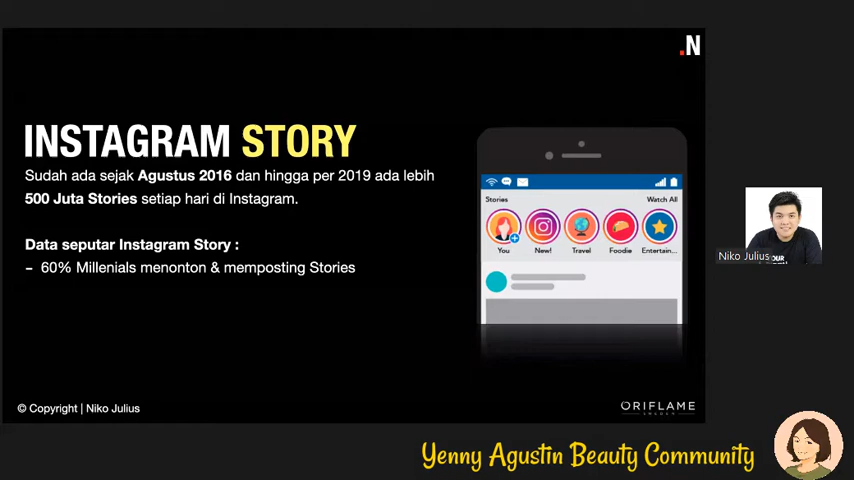 .N
INSTAGRAM STORY
Sudah ada sejak Agustus 2016 dan hingga per 2019 ada lebih
500 Juta Stories setiap hari di Instagram.
Data seputar Instagram Story :
- 60% Millenials menonton & memposting Stories
Stories Watch All
You New! Travel Foodie Entertain...
Niko Julius
© Copyright | Niko Julius
ORIFLAME
SWEDEN
Yenny Agustin Beauty Community